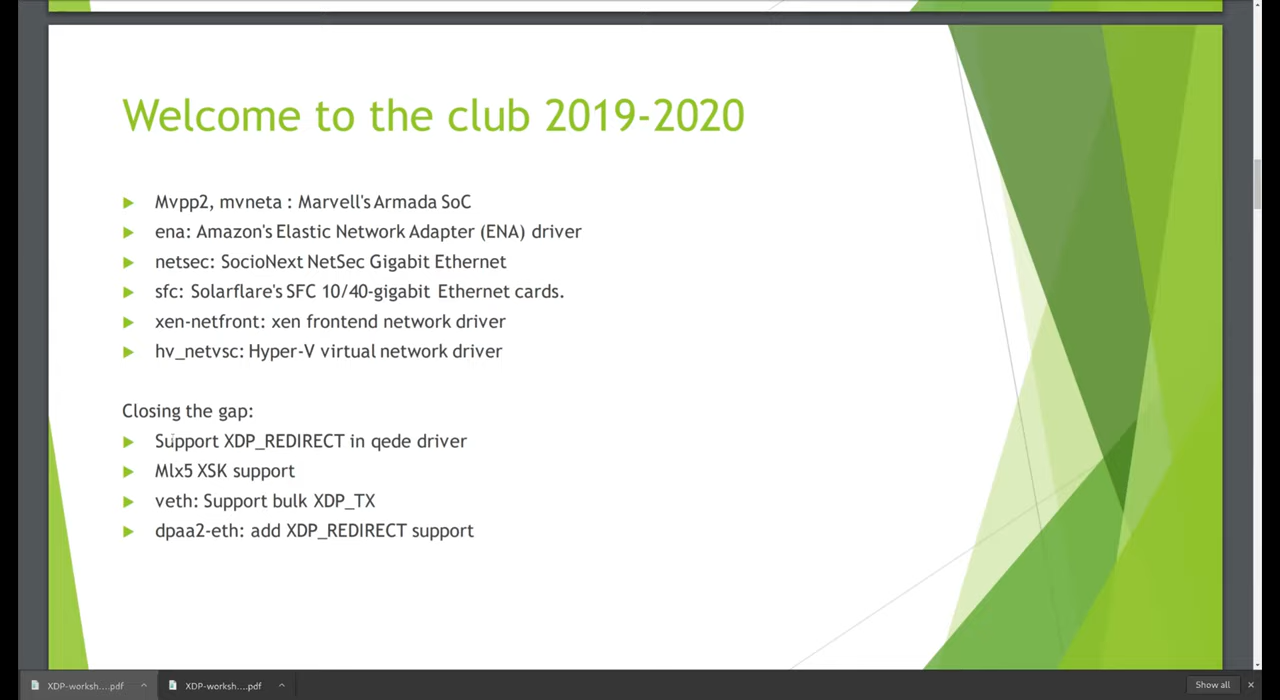 Welcome to the club 2019-2020
Mvpp2, mvneta : Marvell's Armada SoC
ena: Amazon's Elastic Network Adapter (ENA) driver
netsec: SocioNext NetSec Gigabit Ethernet
sfc: Solarflare's SFC 10/40-gigabit Ethernet cards.
xen-netfront: xen frontend network driver
hv_netvsc: Hyper-V virtual network driver
Closing the gap:
Support XDP_REDIRECT in qede driver
Mlx5 XSK support
veth: Support bulk XDP_TX
dpaa2-eth: add XDP_REDIRECT support
XDP-worksh....pdf
XDP-worksh....pdf
Show all